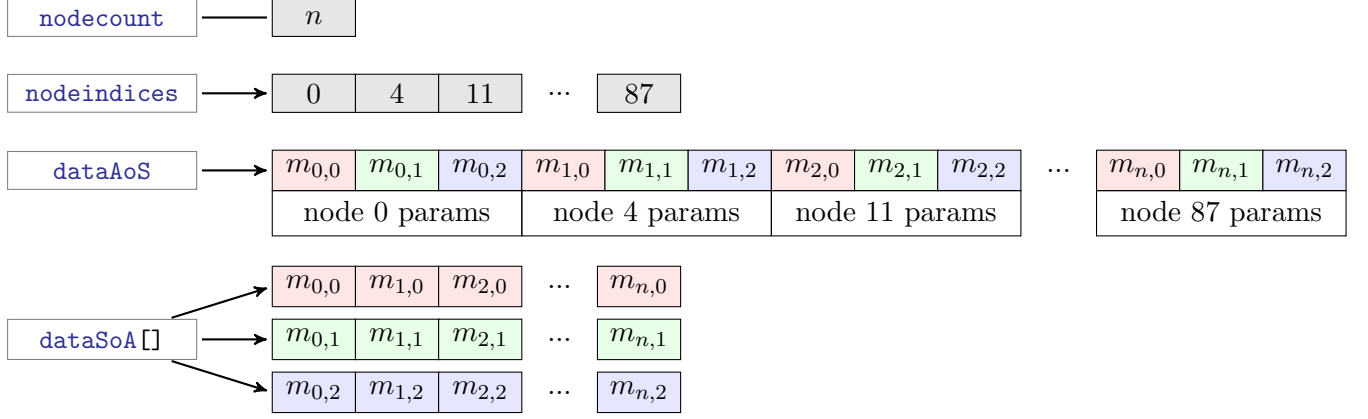 nodecount n
nodeindices 0 4 11 ... 87
dataAoS m0,0 m0,1 m0,2 m1,0 m1,1 m1,2 m2,0 m2,1 m2,2 ... mn,0 mn,1 mn,2
node 0 params node 4 params node 11 params node 87 params
m0,0 m1,0 m2,0 ... mn,0
dataSoA[] m0,1 m1,1 m2,1 ... mn,1
m0,2 m1,2 m2,2 ... mn,2